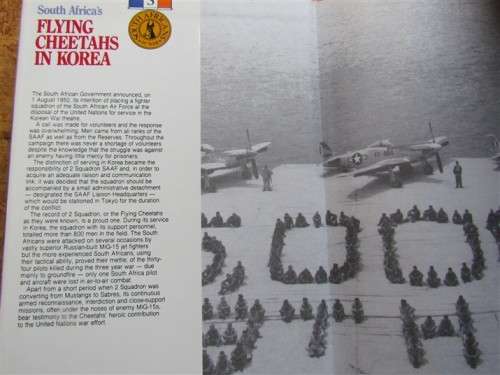 South Africa's
FLYING
CHEETAHS
IN KOREA
The South African Government announced, on
1 August 1950, its intention of placing a fighter
squadron of the South African Air Force at the
disposal of the United Nations for service in the
Korean War theatre.
A call was made for volunteers and the response
was overwhelming. Men came from all ranks of the
SAAF as well as from the Reserves. Throughout the
campaign there was never a shortage of volunteers
despite the knowledge that the struggle was against
an enemy having little mercy for prisoners.
The distinction of serving in Korea became the
responsibility of 2 Squadron SAAF and, in order to
acquire an adequate liaison and communication
link, it was decided that the squadron should be
accompanied by a small administrative detachment
— designated the SAAF Liaison Headquarters —
which would be stationed in Tokyo for the duration
of the conflict.
The record of 2 Squadron, or the Flying Cheetahs
as they were known, is a proud one. During its service
in Korea, the squadron with its support personnel,
totalled more than 800 men in the field. The South
Africans were attacked on several occasions by
vastly superior Russian-built MiG-15 jet fighters
but the more experienced South Africans, using
their tactical ability, proved their mettle; of the thirty-
four pilots killed during the three year war — due
mainly to groundfire — only one South Africa pilot
and aircraft were lost in air-to-air combat.
Apart from a short period when 2 Squadron was
converting from Mustangs to Sabres, its continuous
armed reconnaissance, interdiction and close-support
missions, often under the noses of enemy MiG-15s,
bear testimony to the Cheetahs' heroic contribution
to the United Nations war effort.